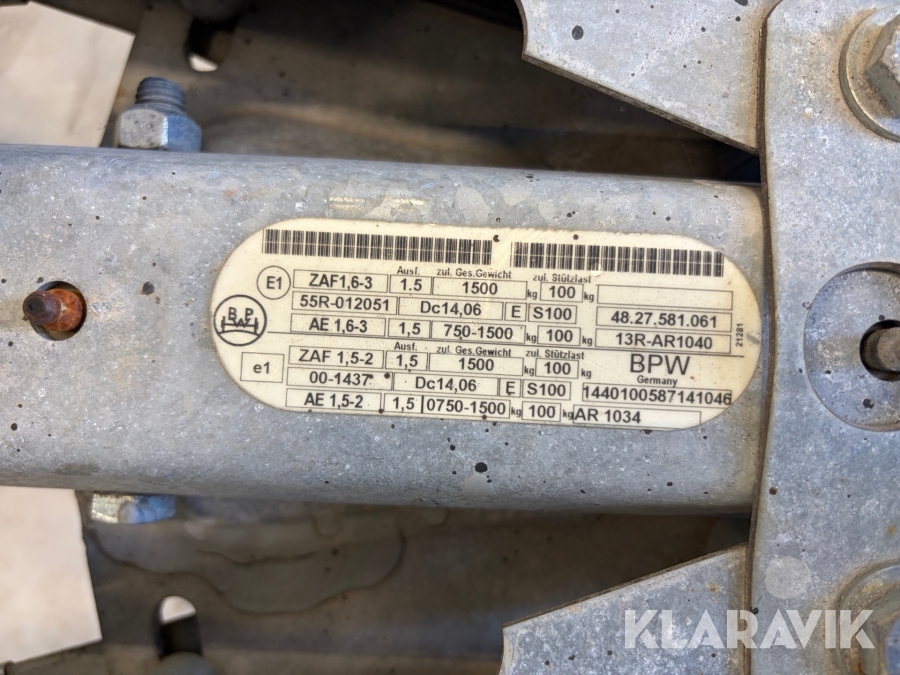 Ausf. zul. Ges.Gewicht zul. Stützlast
E1 ZAF1,6-3 1.5 1500 kg 100 kg
55R-012051 Dc14,06 E S100 48.27.581.061
BPW AE 1,6-3 1,5 750-1500 kg 100 kg 13R-AR1040 21281
Ausf. zul. Ges.Gewicht zul. Stützlast
e1 ZAF 1,5-2 1,5 1500 kg 100 kg BPW
Germany
00-1437 Dc14,06 E S100 1440100587141046
AE 1,5-2 1,5 0750-1500 kg 100 kg AR 1034
KLARAVIK